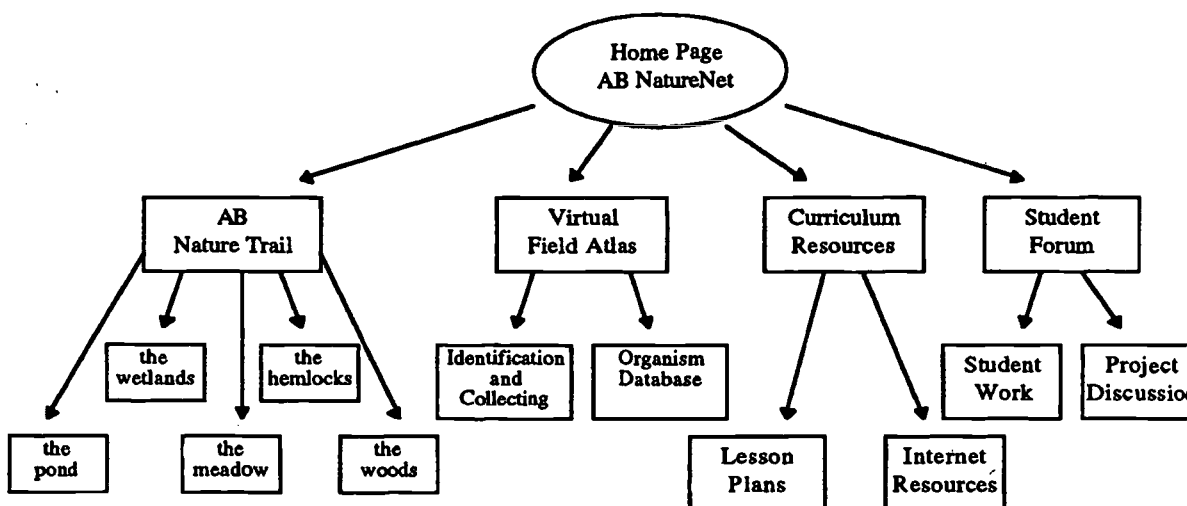 Home Page
AB NatureNet
AB
Nature Trail
Virtual
Field Atlas
Curriculum
Resources
Student
Forum
the
wetlands
the
hemlocks
Identification
and
Collecting
Organism
Database
Student
Work
Project
Discussio
the
pond
the
meadow
the
woods
Lesson
Plans
Internet
Resources